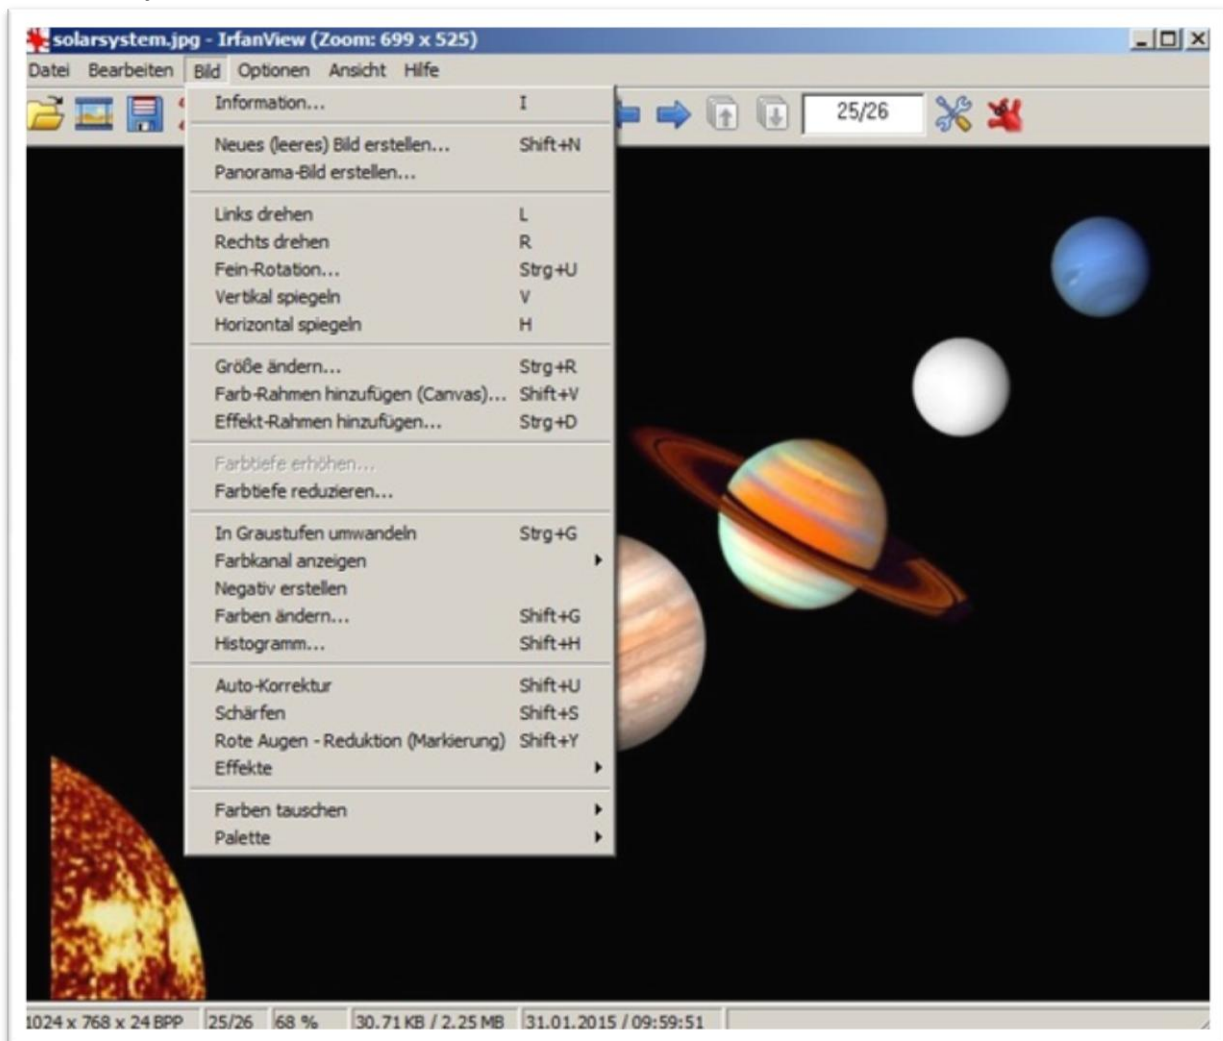 solarsystem.jpg - IrfanView (Zoom: 699 x 525)
Datei Bearbeiten Bild Optionen Ansicht Hilfe
25/26
Information... I
Neues (leeres) Bild erstellen... Shift+N
Panorama-Bild erstellen...
Links drehen L
Rechts drehen R
Fein-Rotation... Strg+U
Vertikal spiegeln V
Horizontal spiegeln H
Größe ändern... Strg+R
Farb-Rahmen hinzufügen (Canvas)... Shift+V
Effekt-Rahmen hinzufügen... Strg+D
Farbtiefe erhöhen...
Farbtiefe reduzieren...
In Graustufen umwandeln Strg+G
Farbkanal anzeigen
Negativ erstellen
Farben ändern... Shift+G
Histogramm... Shift+H
Auto-Korrektur Shift+U
Schärfen Shift+S
Rote Augen - Reduktion (Markierung) Shift+Y
Effekte
Farben tauschen
Palette
1024 x 768 x 24 BPP 25/26 68 % 30.71 KB / 2.25 MB 31.01.2015 / 09:59:51